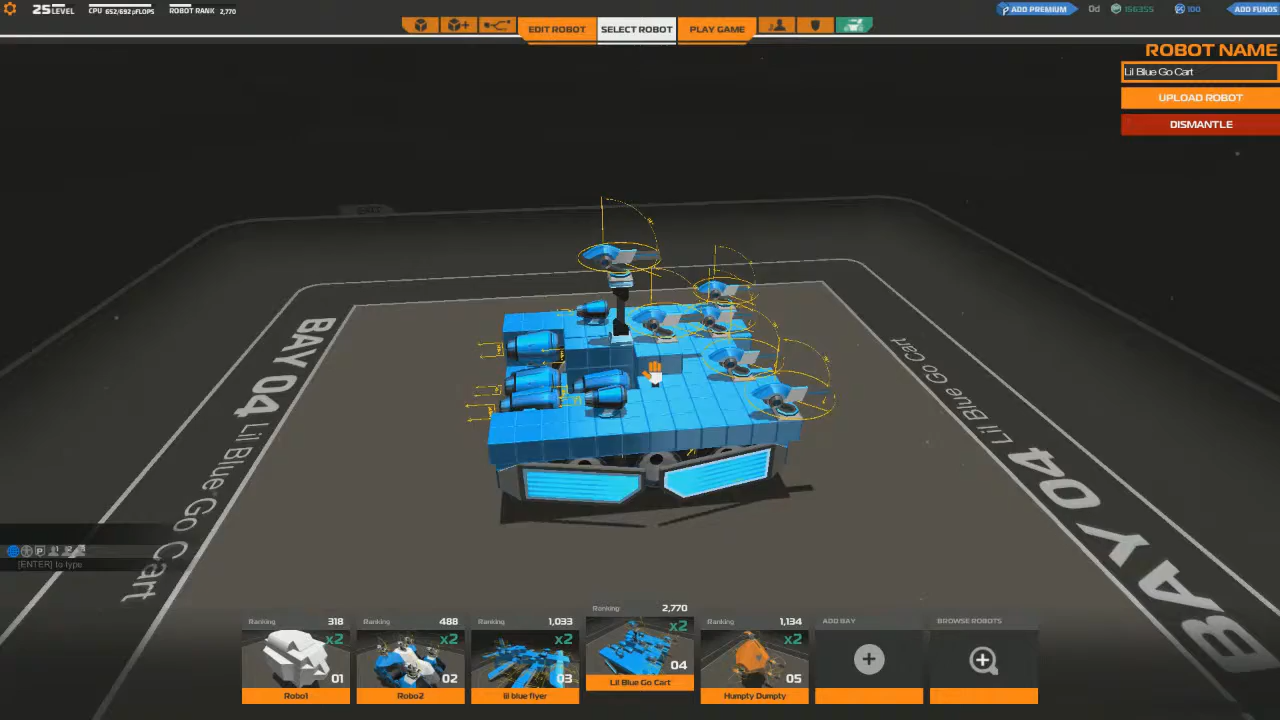 25 LEVEL
CPU 652/692 pFLOPS
ROBOT RANK 2,770
ADD PREMIUM
0d
156355
100
ADD FUNDS
EDIT ROBOT
SELECT ROBOT
PLAY GAME
ROBOT NAME
Lil Blue Go Cart
UPLOAD ROBOT
DISMANTLE
BAY 04 Lil Blue Go Cart
Lil Blue Go Cart
BAY 04
[ENTER] to type
Ranking 318
x2
01
Robo1
Ranking 488
x2
02
Robo2
Ranking 1,033
x2
03
lil blue flyer
Ranking 2,770
x2
04
Lil Blue Go Cart
Ranking 1,134
x2
05
Humpty Dumpty
ADD BAY
BROWSE ROBOTS